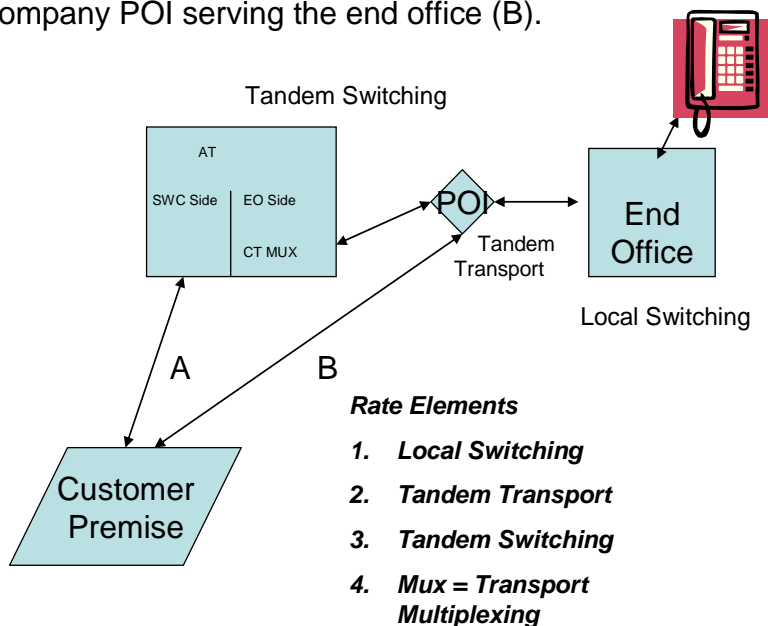 ompany POI serving the end office (B).
Tandem Switching
AT
SWC Side
EO Side
CT MUX
POI
Tandem
Transport
End
Office
Local Switching
A
B
Customer
Premise
Rate Elements
1. Local Switching
2. Tandem Transport
3. Tandem Switching
4. Mux = Transport
Multiplexing